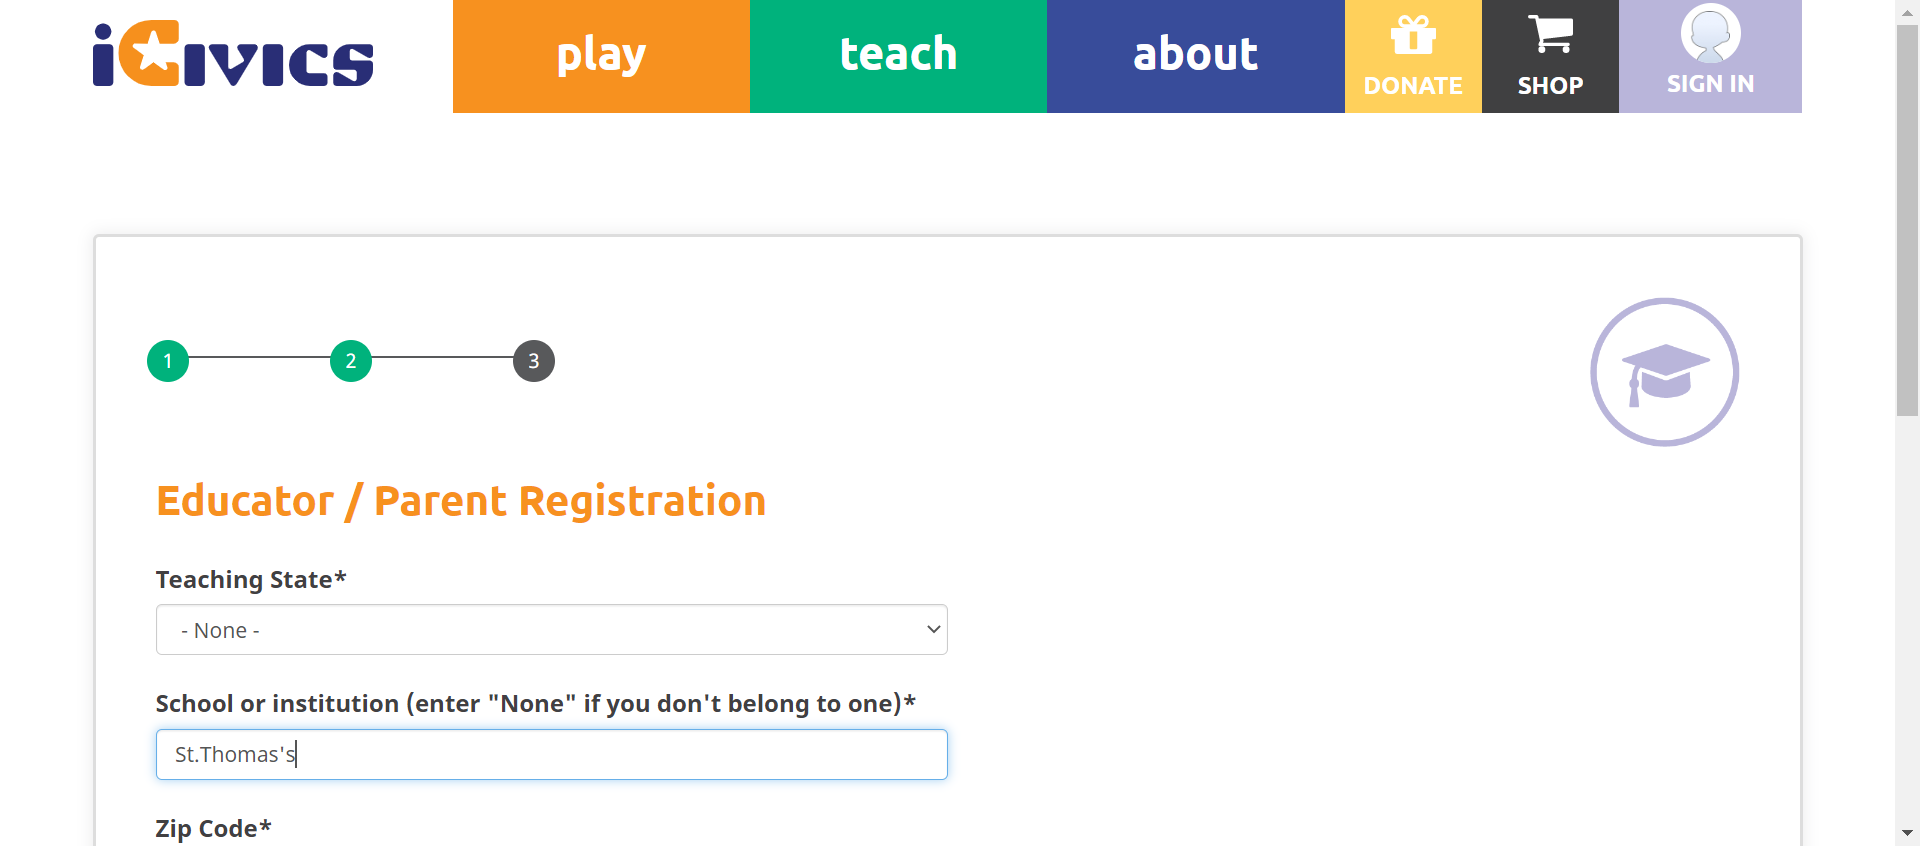 iCivics
play
teach
about
DONATE
SHOP
SIGN IN
1
2
3
Educator / Parent Registration
Teaching State*
- None -
School or institution (enter "None" if you don't belong to one)*
St.Thomas's
Zip Code*